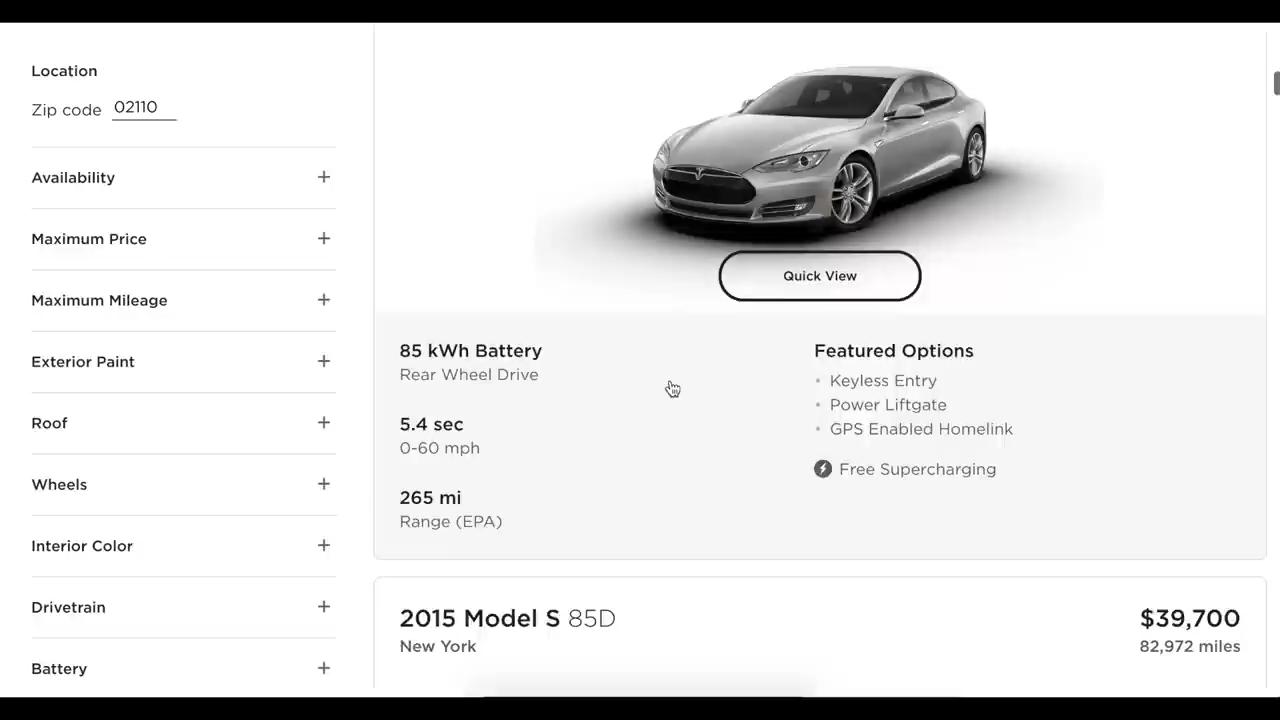 Location
Zip code 02110
Availability +
Maximum Price +
Maximum Mileage +
Exterior Paint +
Roof +
Wheels +
Interior Color +
Drivetrain +
Battery +
Quick View
85 kWh Battery
Rear Wheel Drive
5.4 sec
0-60 mph
265 mi
Range (EPA)
Featured Options
• Keyless Entry
• Power Liftgate
• GPS Enabled Homelink
Free Supercharging
2015 Model S 85D
New York
$39,700
82,972 miles